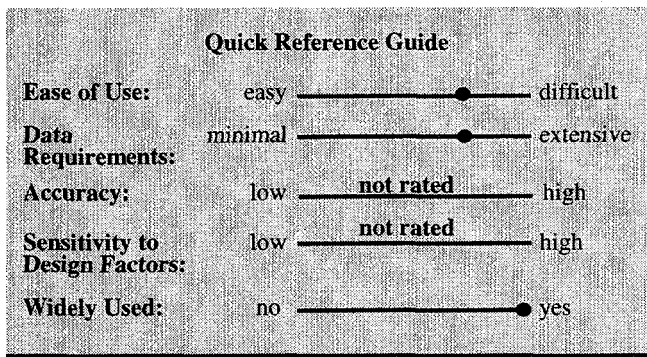 Quick Reference Guide
Ease of Use: easy difficult
Data Requirements: minimal extensive
Accuracy: low not rated high
Sensitivity to Design Factors: low not rated high
Widely Used: no yes